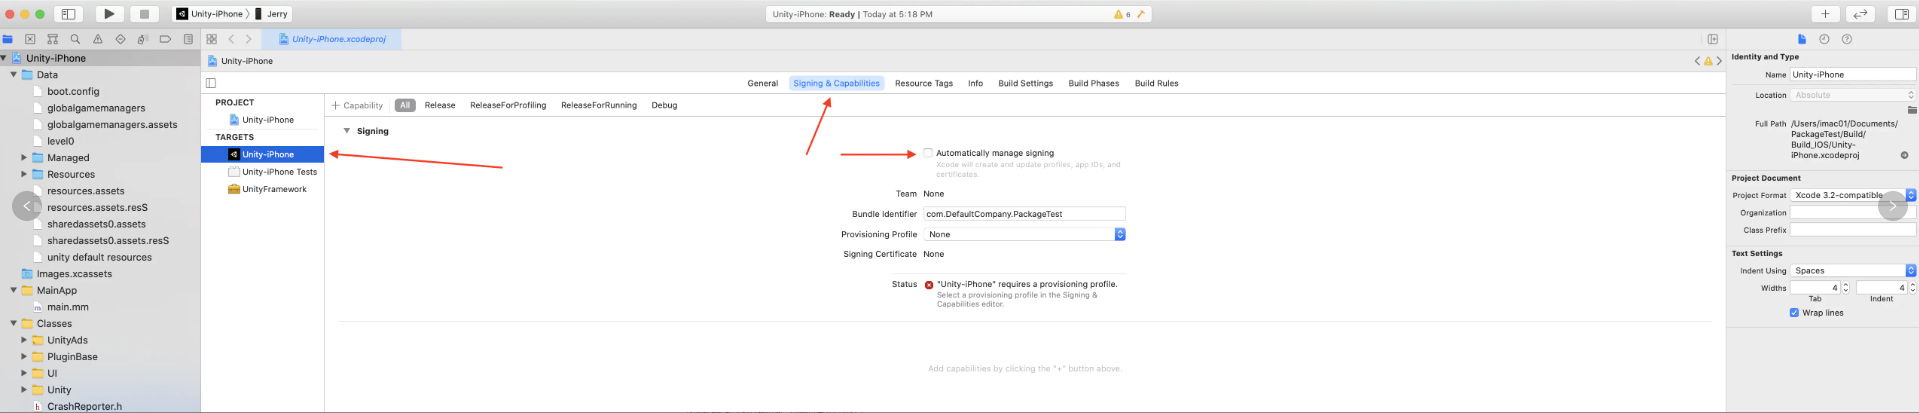 Unity-iPhone 〉 Jerry
Unity-iPhone: Ready | Today at 5:18 PM
6
Unity-iPhone.xcodeproj
Unity-iPhone
Data
boot.config
globalgamemanagers
globalgamemanagers.assets
level0
Managed
Resources
resources.assets
resources.assets.resS
sharedassets0.assets
sharedassets0.assets.resS
unity default resources
Images.xcassets
MainApp
main.mm
Classes
UnityAds
PluginBase
UI
Unity
CrashReporter.h
Unity-iPhone
General
Signing & Capabilities
Resource Tags
Info
Build Settings
Build Phases
Build Rules
PROJECT
Unity-iPhone
TARGETS
Unity-iPhone
Unity-iPhone Tests
UnityFramework
+ Capability
All
Release
ReleaseForProfiling
ReleaseForRunning
Debug
Signing
Automatically manage signing
Xcode will create and update profiles, app IDs, and
certificates.
Team None
Bundle Identifier com.DefaultCompany.PackageTest
Provisioning Profile None
Signing Certificate None
Status "Unity-iPhone" requires a provisioning profile.
Select a provisioning profile in the Signing &
Capabilities editor.
Add capabilities by clicking the "+" button above.
Identity and Type
Name Unity-iPhone
Location Absolute
Full Path /Users/imac01/Documents/
PackageTest/Build/
Build_IOS/Unity-
iPhone.xcodeproj
Project Document
Project Format Xcode 3.2-compatible
Organization
Class Prefix
Text Settings
Indent Using Spaces
Widths 4 4
Tab Indent
Wrap lines